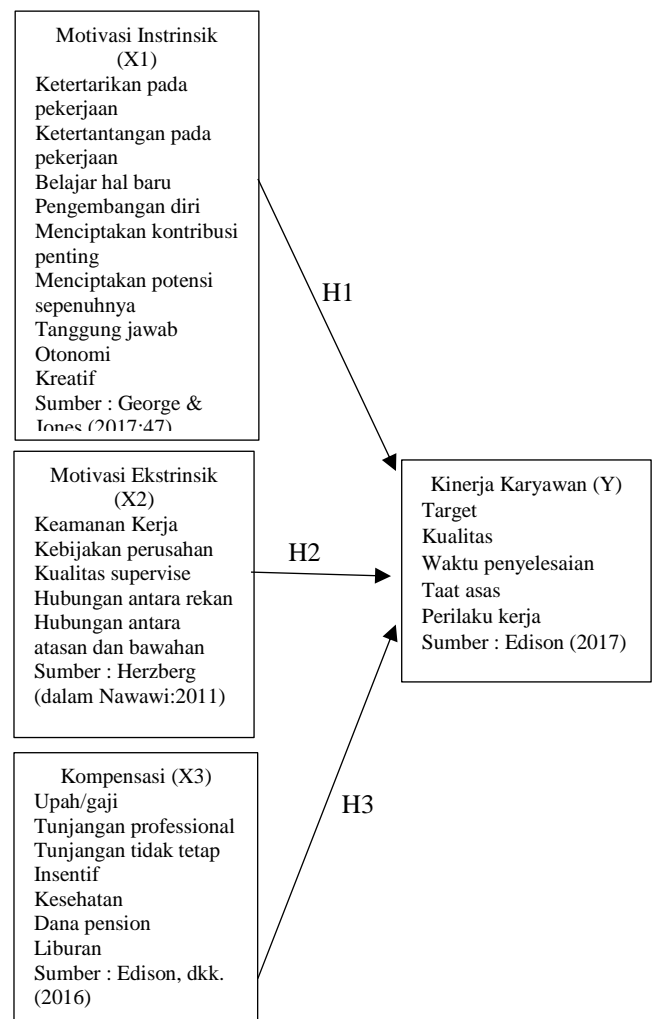 Motivasi Instrinsik
(X1)
Ketertarikan pada
pekerjaan
Ketertantangan pada
pekerjaan
Belajar hal baru
Pengembangan diri
Menciptakan kontribusi
penting
Menciptakan potensi
sepenuhnya
Tanggung jawab
Otonomi
Kreatif
Sumber : George &
Jones (2017:47)
H1
Motivasi Ekstrinsik
(X2)
Keamanan Kerja
Kebijakan perusahan
Kualitas supervise
Hubungan antara rekan
Hubungan antara
atasan dan bawahan
Sumber : Herzberg
(dalam Nawawi:2011)
H2
Kinerja Karyawan (Y)
Target
Kualitas
Waktu penyelesaian
Taat asas
Perilaku kerja
Sumber : Edison (2017)
Kompensasi (X3)
Upah/gaji
Tunjangan professional
Tunjangan tidak tetap
Insentif
Kesehatan
Dana pension
Liburan
Sumber : Edison, dkk.
(2016)
H3